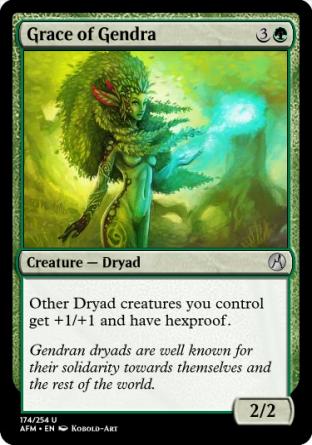 Grace of Gendra 3
Creature — Dryad
Other Dryad creatures you control
get +1/+1 and have hexproof.
Gendran dryads are well known for
their solidarity towards themselves and
the rest of the world.
2/2
174/254 U
AFM • EN Kobold-Art